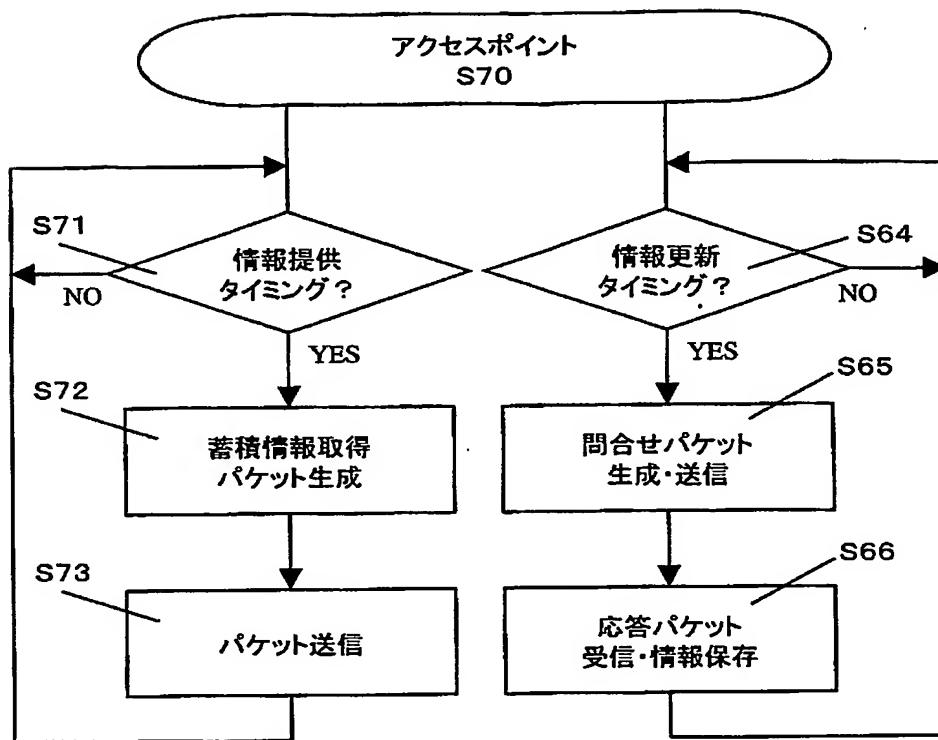 アクセスポイント
S70
S71
情報提供
タイミング?
NO
YES
S72
蓄積情報取得
パケット生成
S73
パケット送信
S64
情報更新
タイミング?
NO
YES
S65
問合せパケット
生成・送信
S66
応答パケット
受信・情報保存